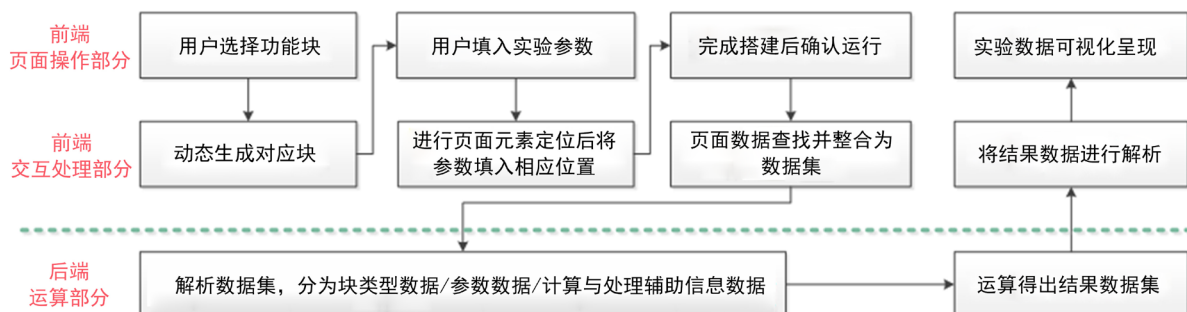 前端
页面操作部分
用户选择功能块
用户填入实验参数
完成搭建后确认运行
实验数据可视化呈现
前端
交互处理部分
动态生成对应块
进行页面元素定位后将
参数填入相应位置
页面数据查找并整合为
数据集
将结果数据进行解析
后端
运算部分
解析数据集，分为块类型数据/参数数据/计算与处理辅助信息数据
运算得出结果数据集